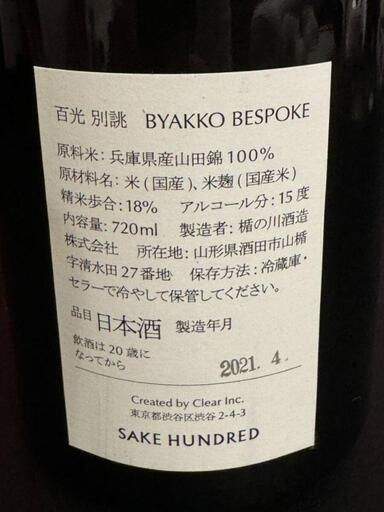 百光 別誂 BYAKKO BESPOKE
原料米：兵庫県産山田錦100%
原材料名：米(国産)、米麹(国産米)
精米歩合：18% アルコール分：15度
内容量：720ml 製造者：楯の川酒造
株式会社 所在地：山形県酒田市山楯
字清水田27番地 保存方法：冷蔵庫・
セラーで冷やして保管してください。
品目 日本酒 製造年月
飲酒は20歳に
なってから
2021. 4.
Created by Clear Inc.
東京都渋谷区渋谷 2-4-3
SAKE HUNDRED